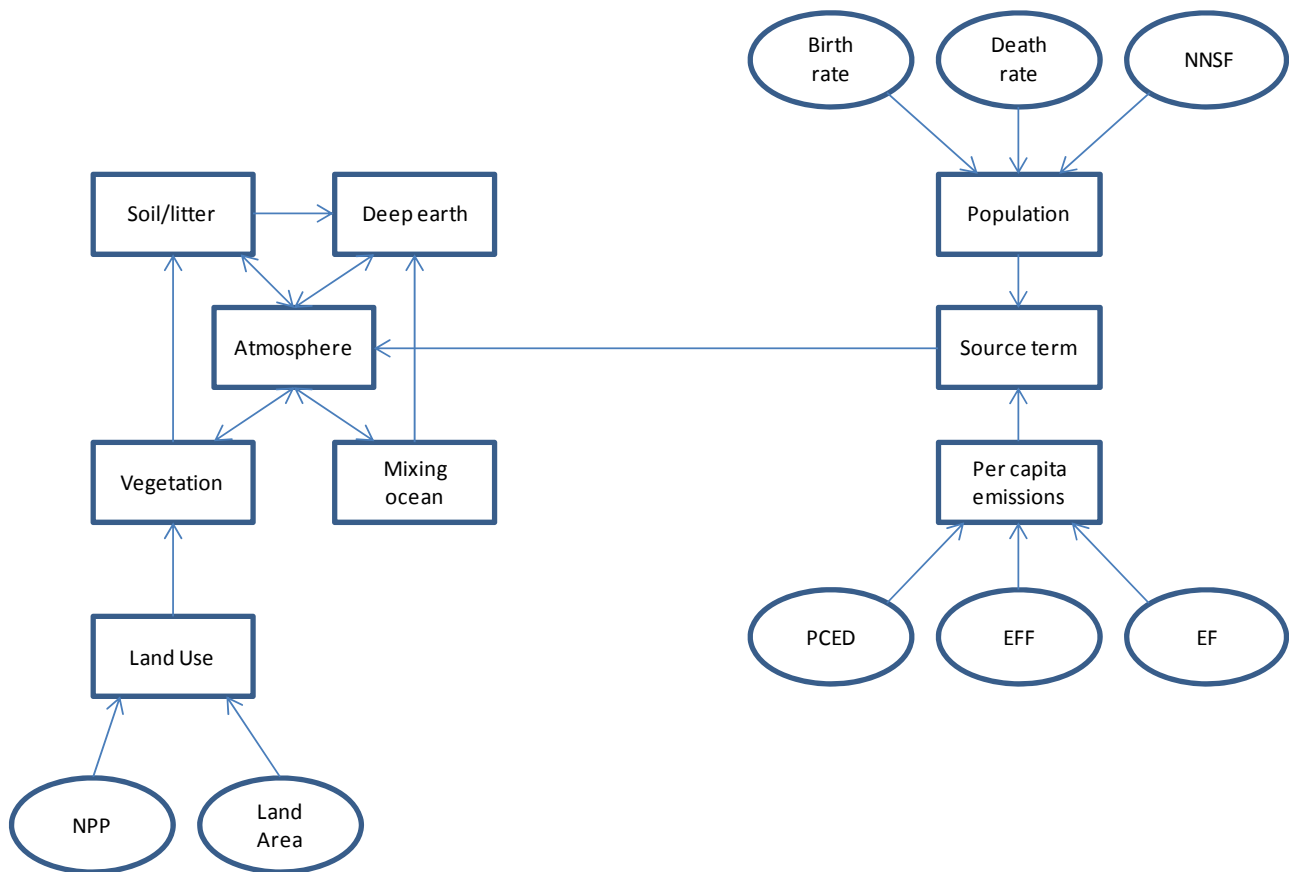 Birth
rate
Death
rate
NNSF
Soil/litter
Deep earth
Population
Atmosphere
Source term
Vegetation
Mixing
ocean
Per capita
emissions
PCED
EFF
EF
Land Use
NPP
Land
Area